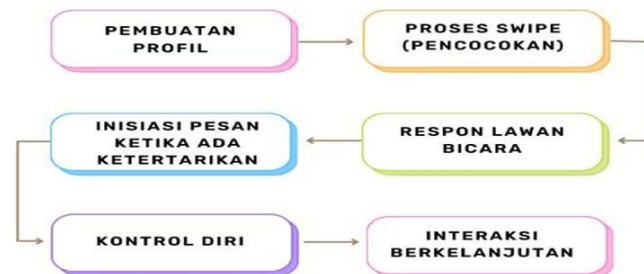 PEMBUATAN
PROFIL
PROSES SWIPE
(PENCOCOKAN)
RESPON LAWAN
BICARA
INISIASI PESAN
KETIKA ADA
KETERTARIKAN
KONTROL DIRI
INTERAKSI
BERKELANJUTAN